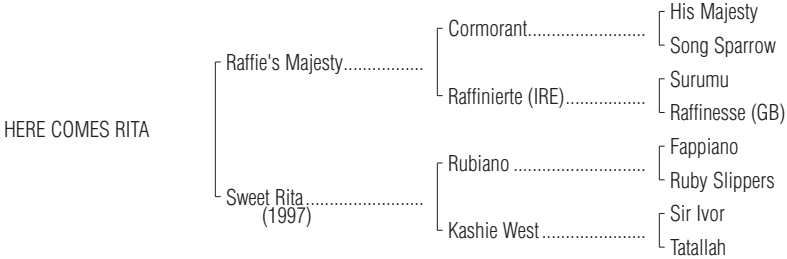 His Majesty
Cormorant......................
Song Sparrow
Raffie's Majesty................
Surumu
Raffinierte (IRE)...............
Raffinesse (GB)
HERE COMES RITA
Fappiano
Rubiano ........................
Ruby Slippers
Sweet Rita.......................
(1997)
Sir Ivor
Kashie West....................
Tatallah